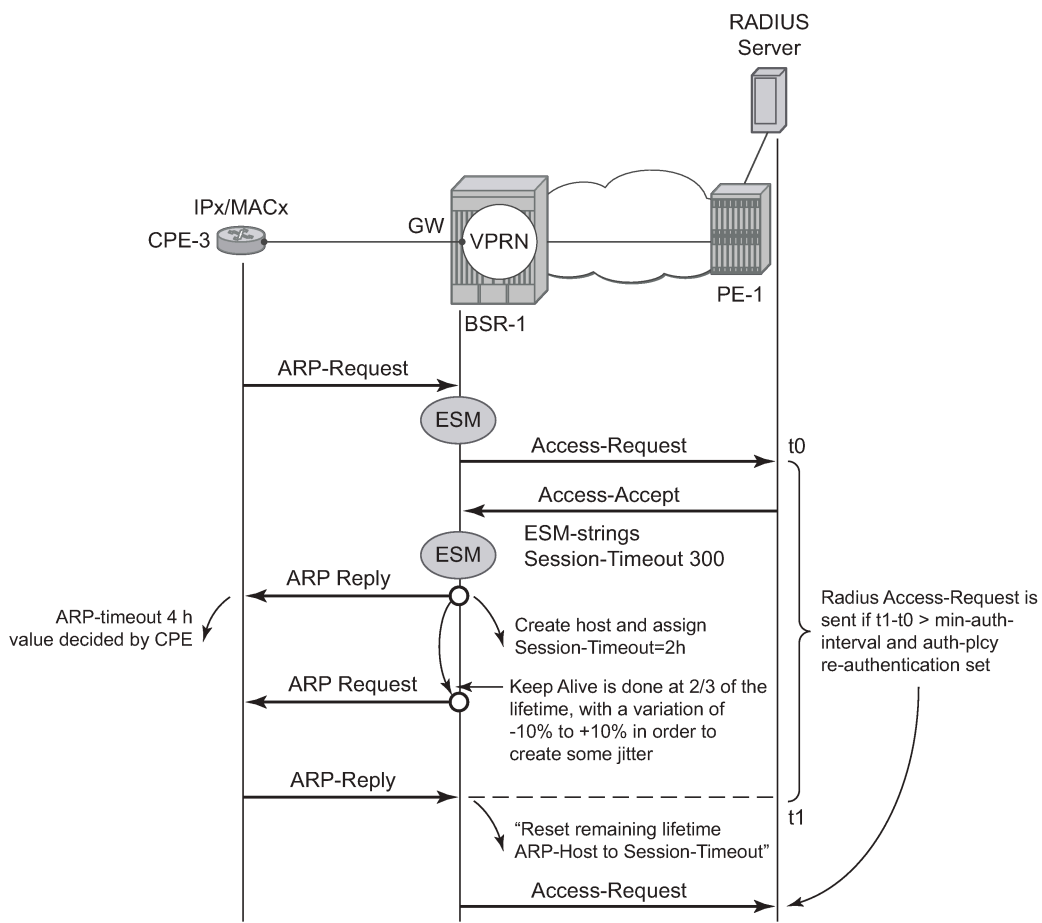 RADIUS
Server
IPx/MACx
CPE-3
GW
VPRN
PE-1
BSR-1
ARP-Request
ESM
Access-Request
t0
Access-Accept
ESM-strings
Session-Timeout 300
ESM
ARP Reply
ARP-timeout 4 h
value decided by CPE
Create host and assign
Session-Timeout=2h
Radius Access-Request is
sent if t1-t0 > min-auth-
interval and auth-plcy
re-authentication set
ARP Request
Keep Alive is done at 2/3 of the
lifetime, with a variation of
-10% to +10% in order to
create some jitter
ARP-Reply
t1
“Reset remaining lifetime
ARP-Host to Session-Timeout”
Access-Request